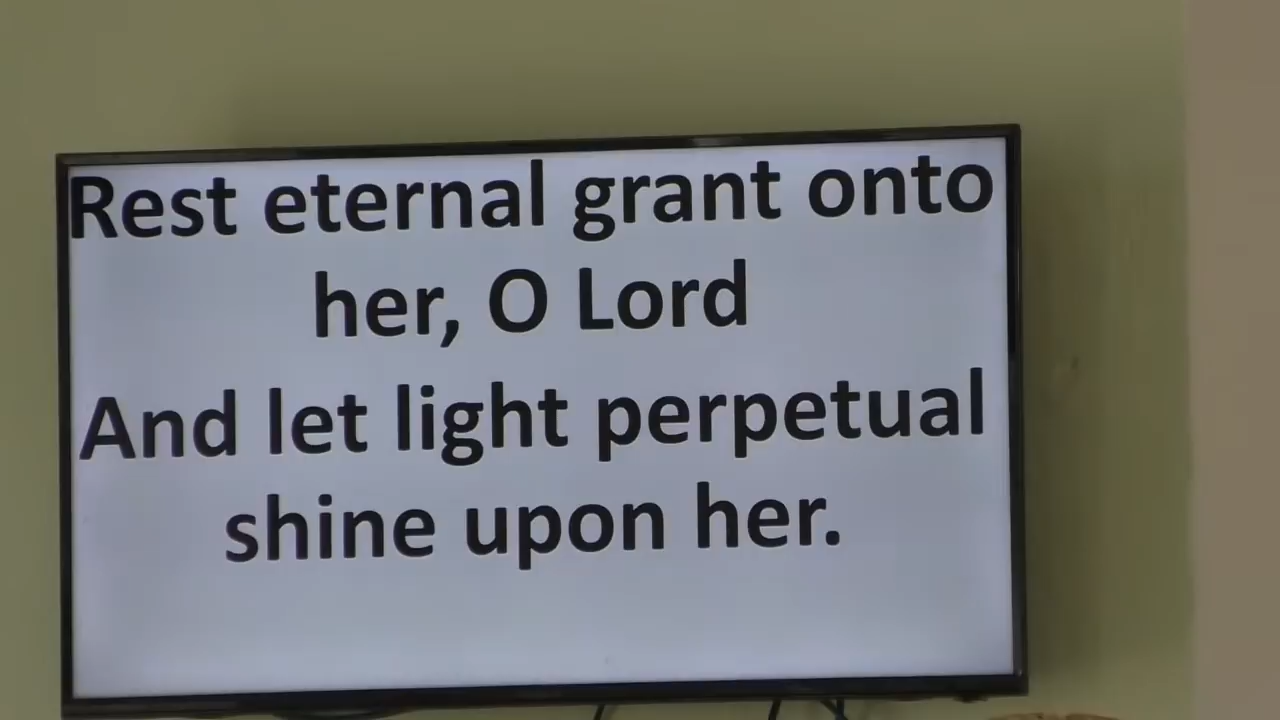 Rest eternal grant onto
her, O Lord
And let light perpetual
shine upon her.